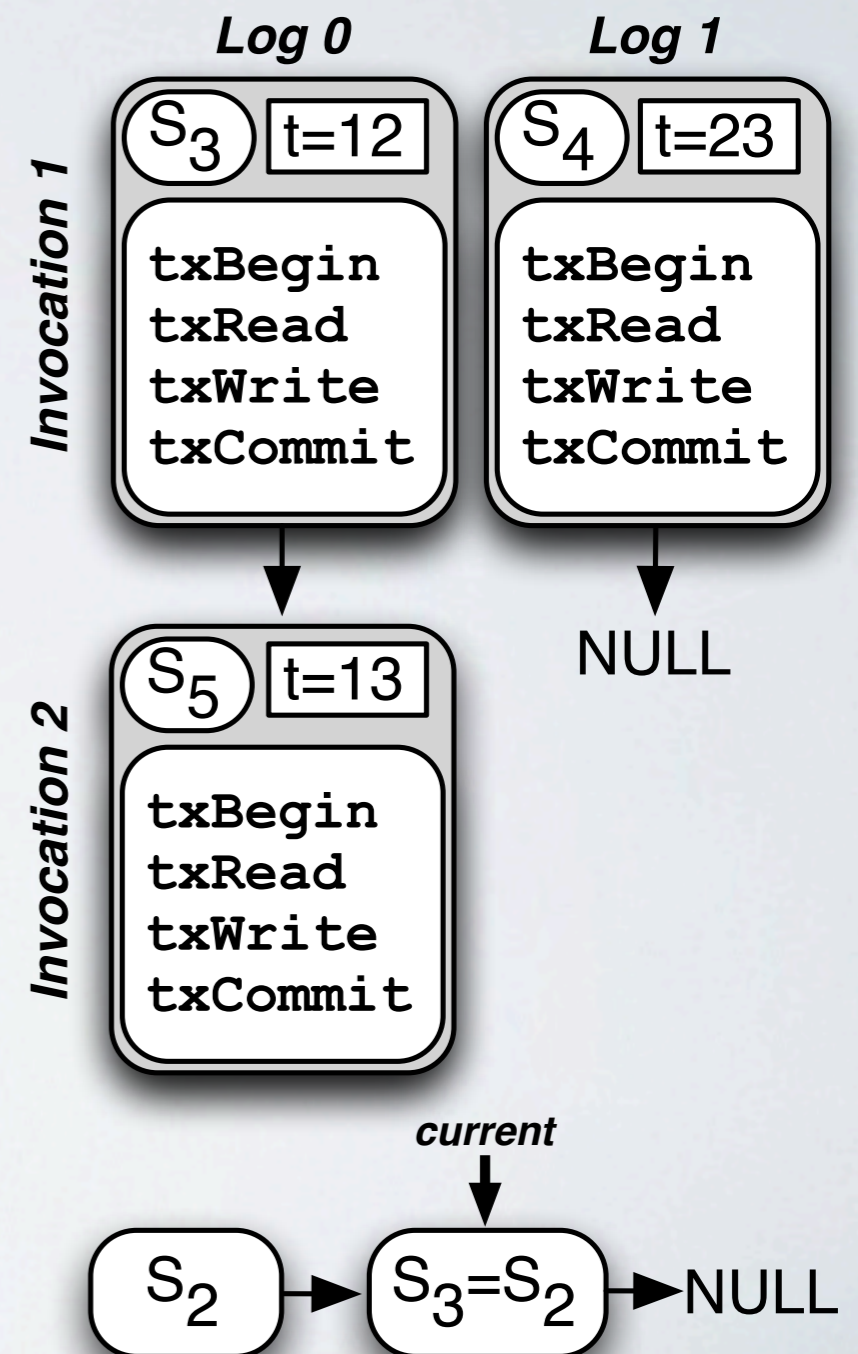 Log 0 Log 1
Invocation 1
S3 t=12
txBegin
txRead
txWrite
txCommit
S4 t=23
txBegin
txRead
txWrite
txCommit
NULL
Invocation 2
S5 t=13
txBegin
txRead
txWrite
txCommit
current
S2 S3=S2 NULL